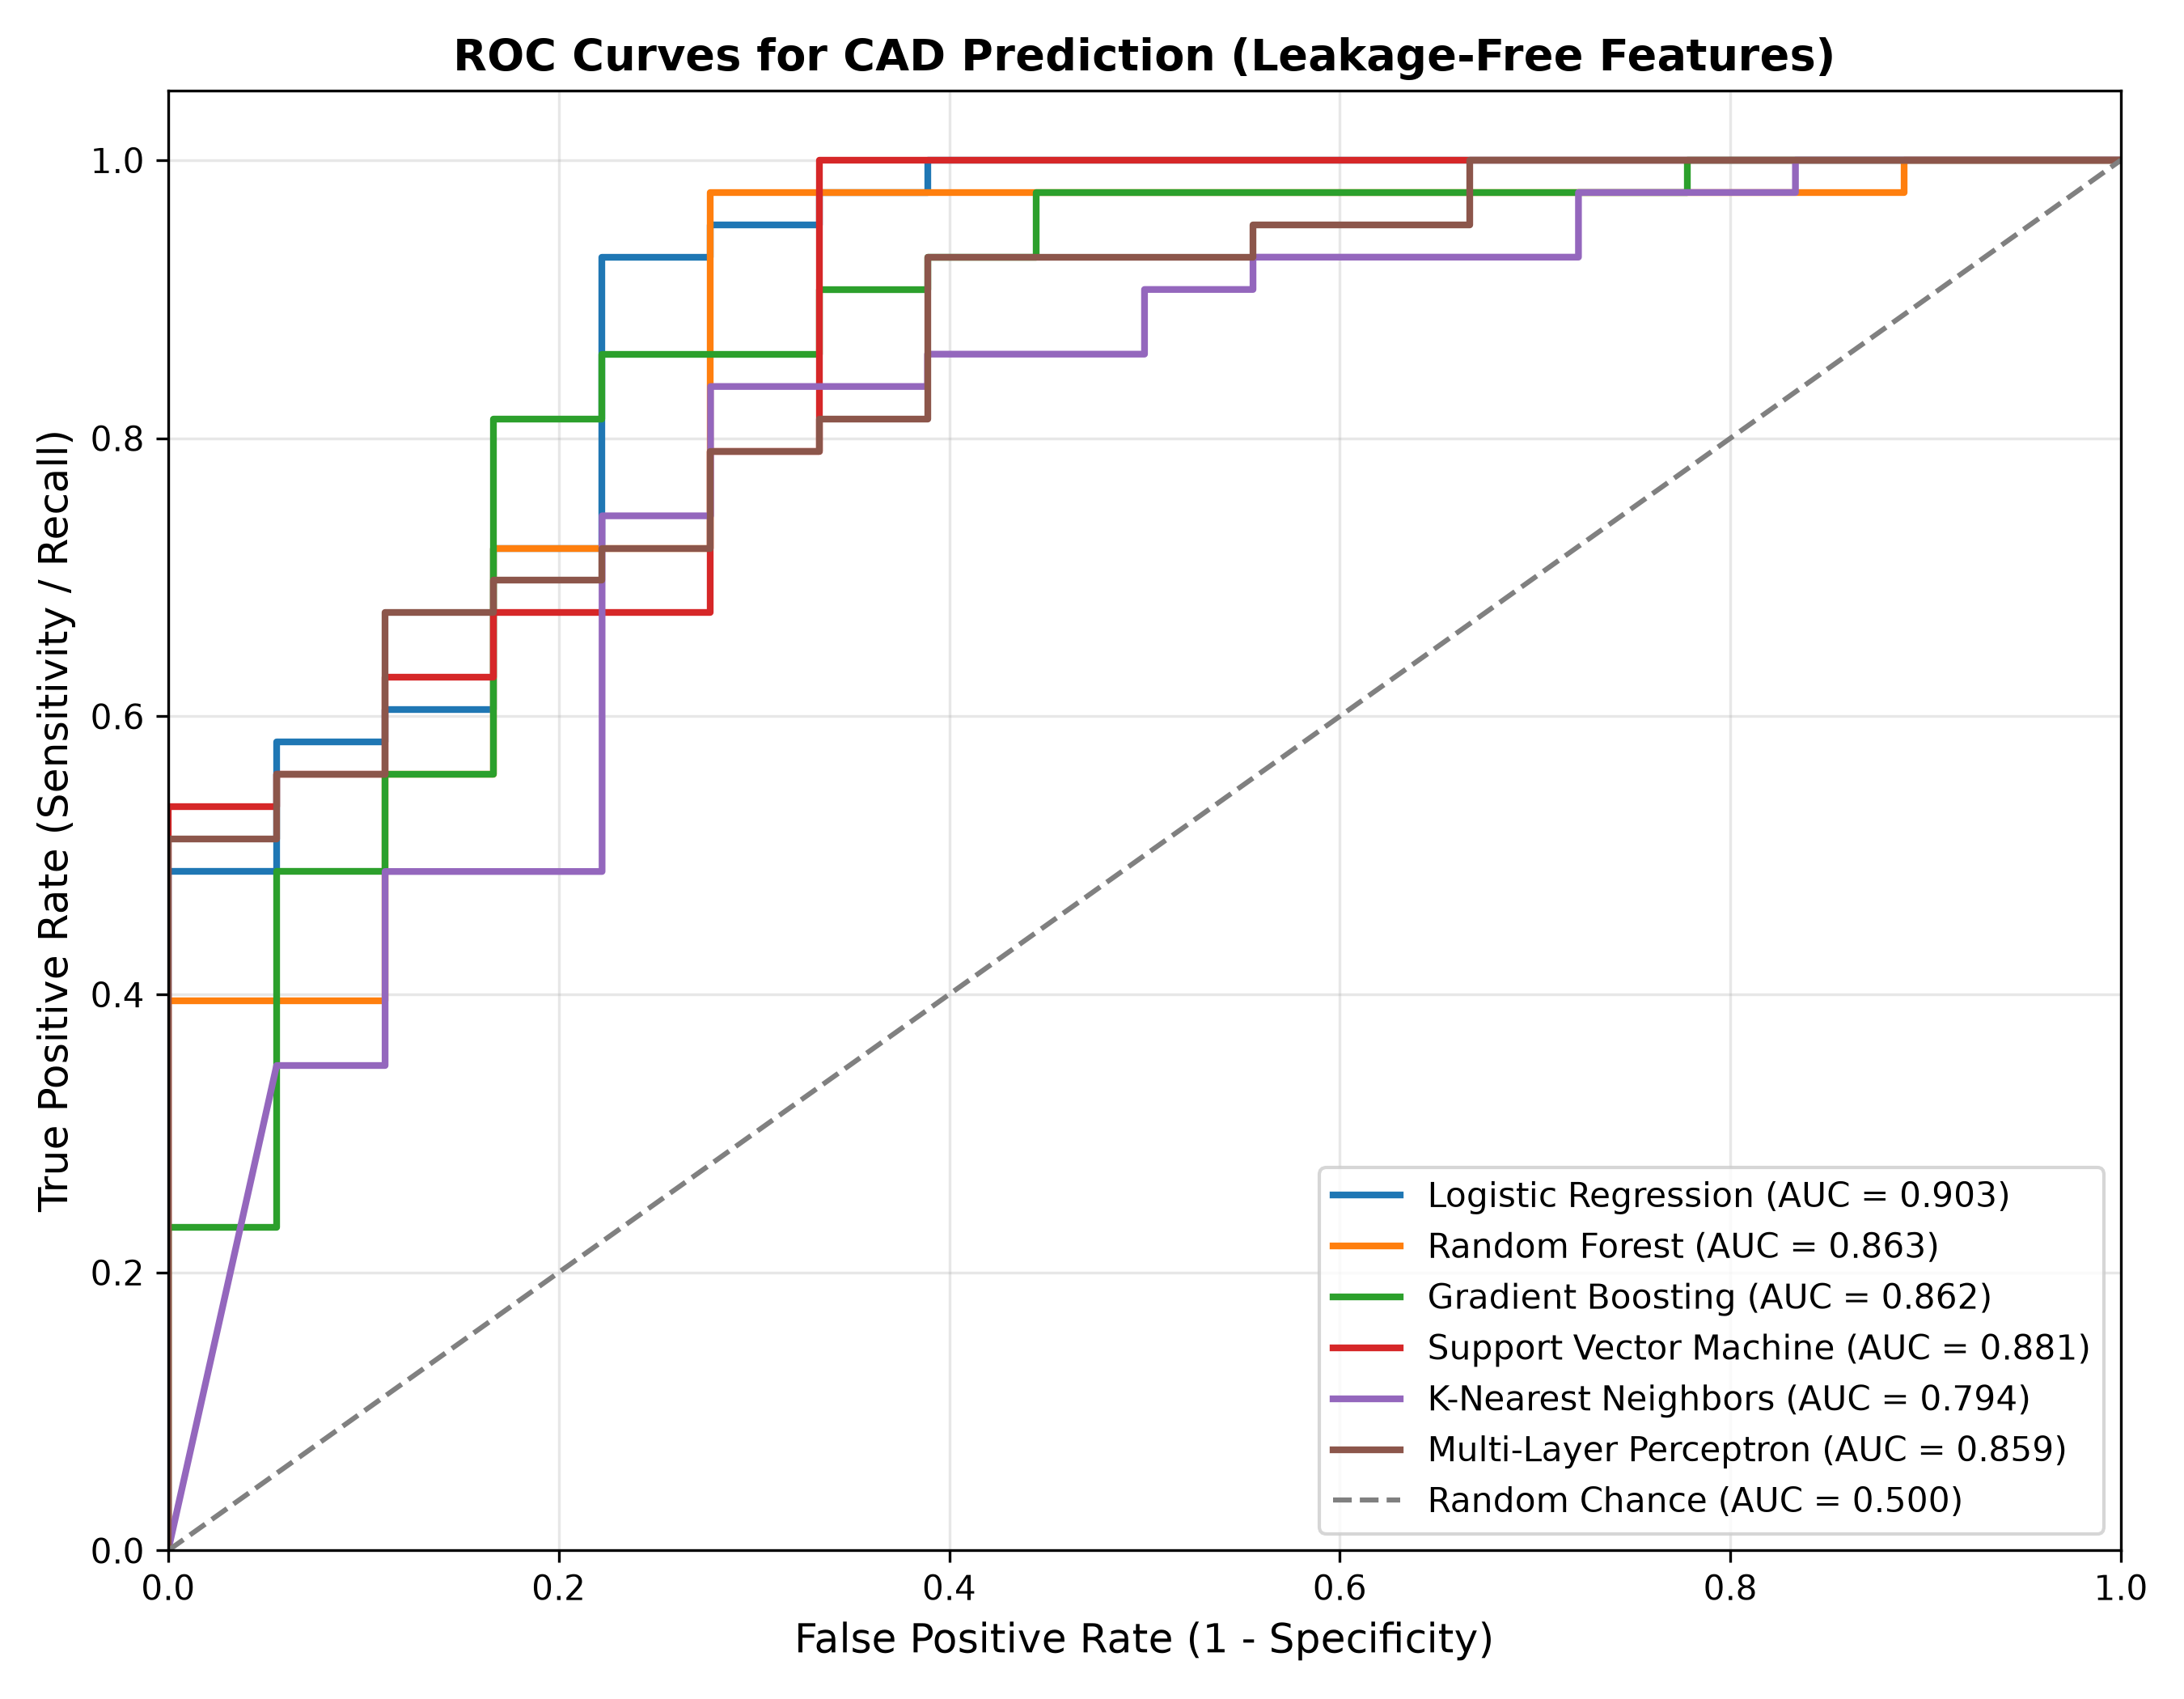 ROC Curves for CAD Prediction (Leakage-Free Features)
True Positive Rate (Sensitivity / Recall)
1.0
0.8
0.6
0.4
0.2
0.0
0.0 0.2 0.4 0.6 0.8 1.0
False Positive Rate (1 - Specificity)
Logistic Regression (AUC = 0.903)
Random Forest (AUC = 0.863)
Gradient Boosting (AUC = 0.862)
Support Vector Machine (AUC = 0.881)
K-Nearest Neighbors (AUC = 0.794)
Multi-Layer Perceptron (AUC = 0.859)
Random Chance (AUC = 0.500)